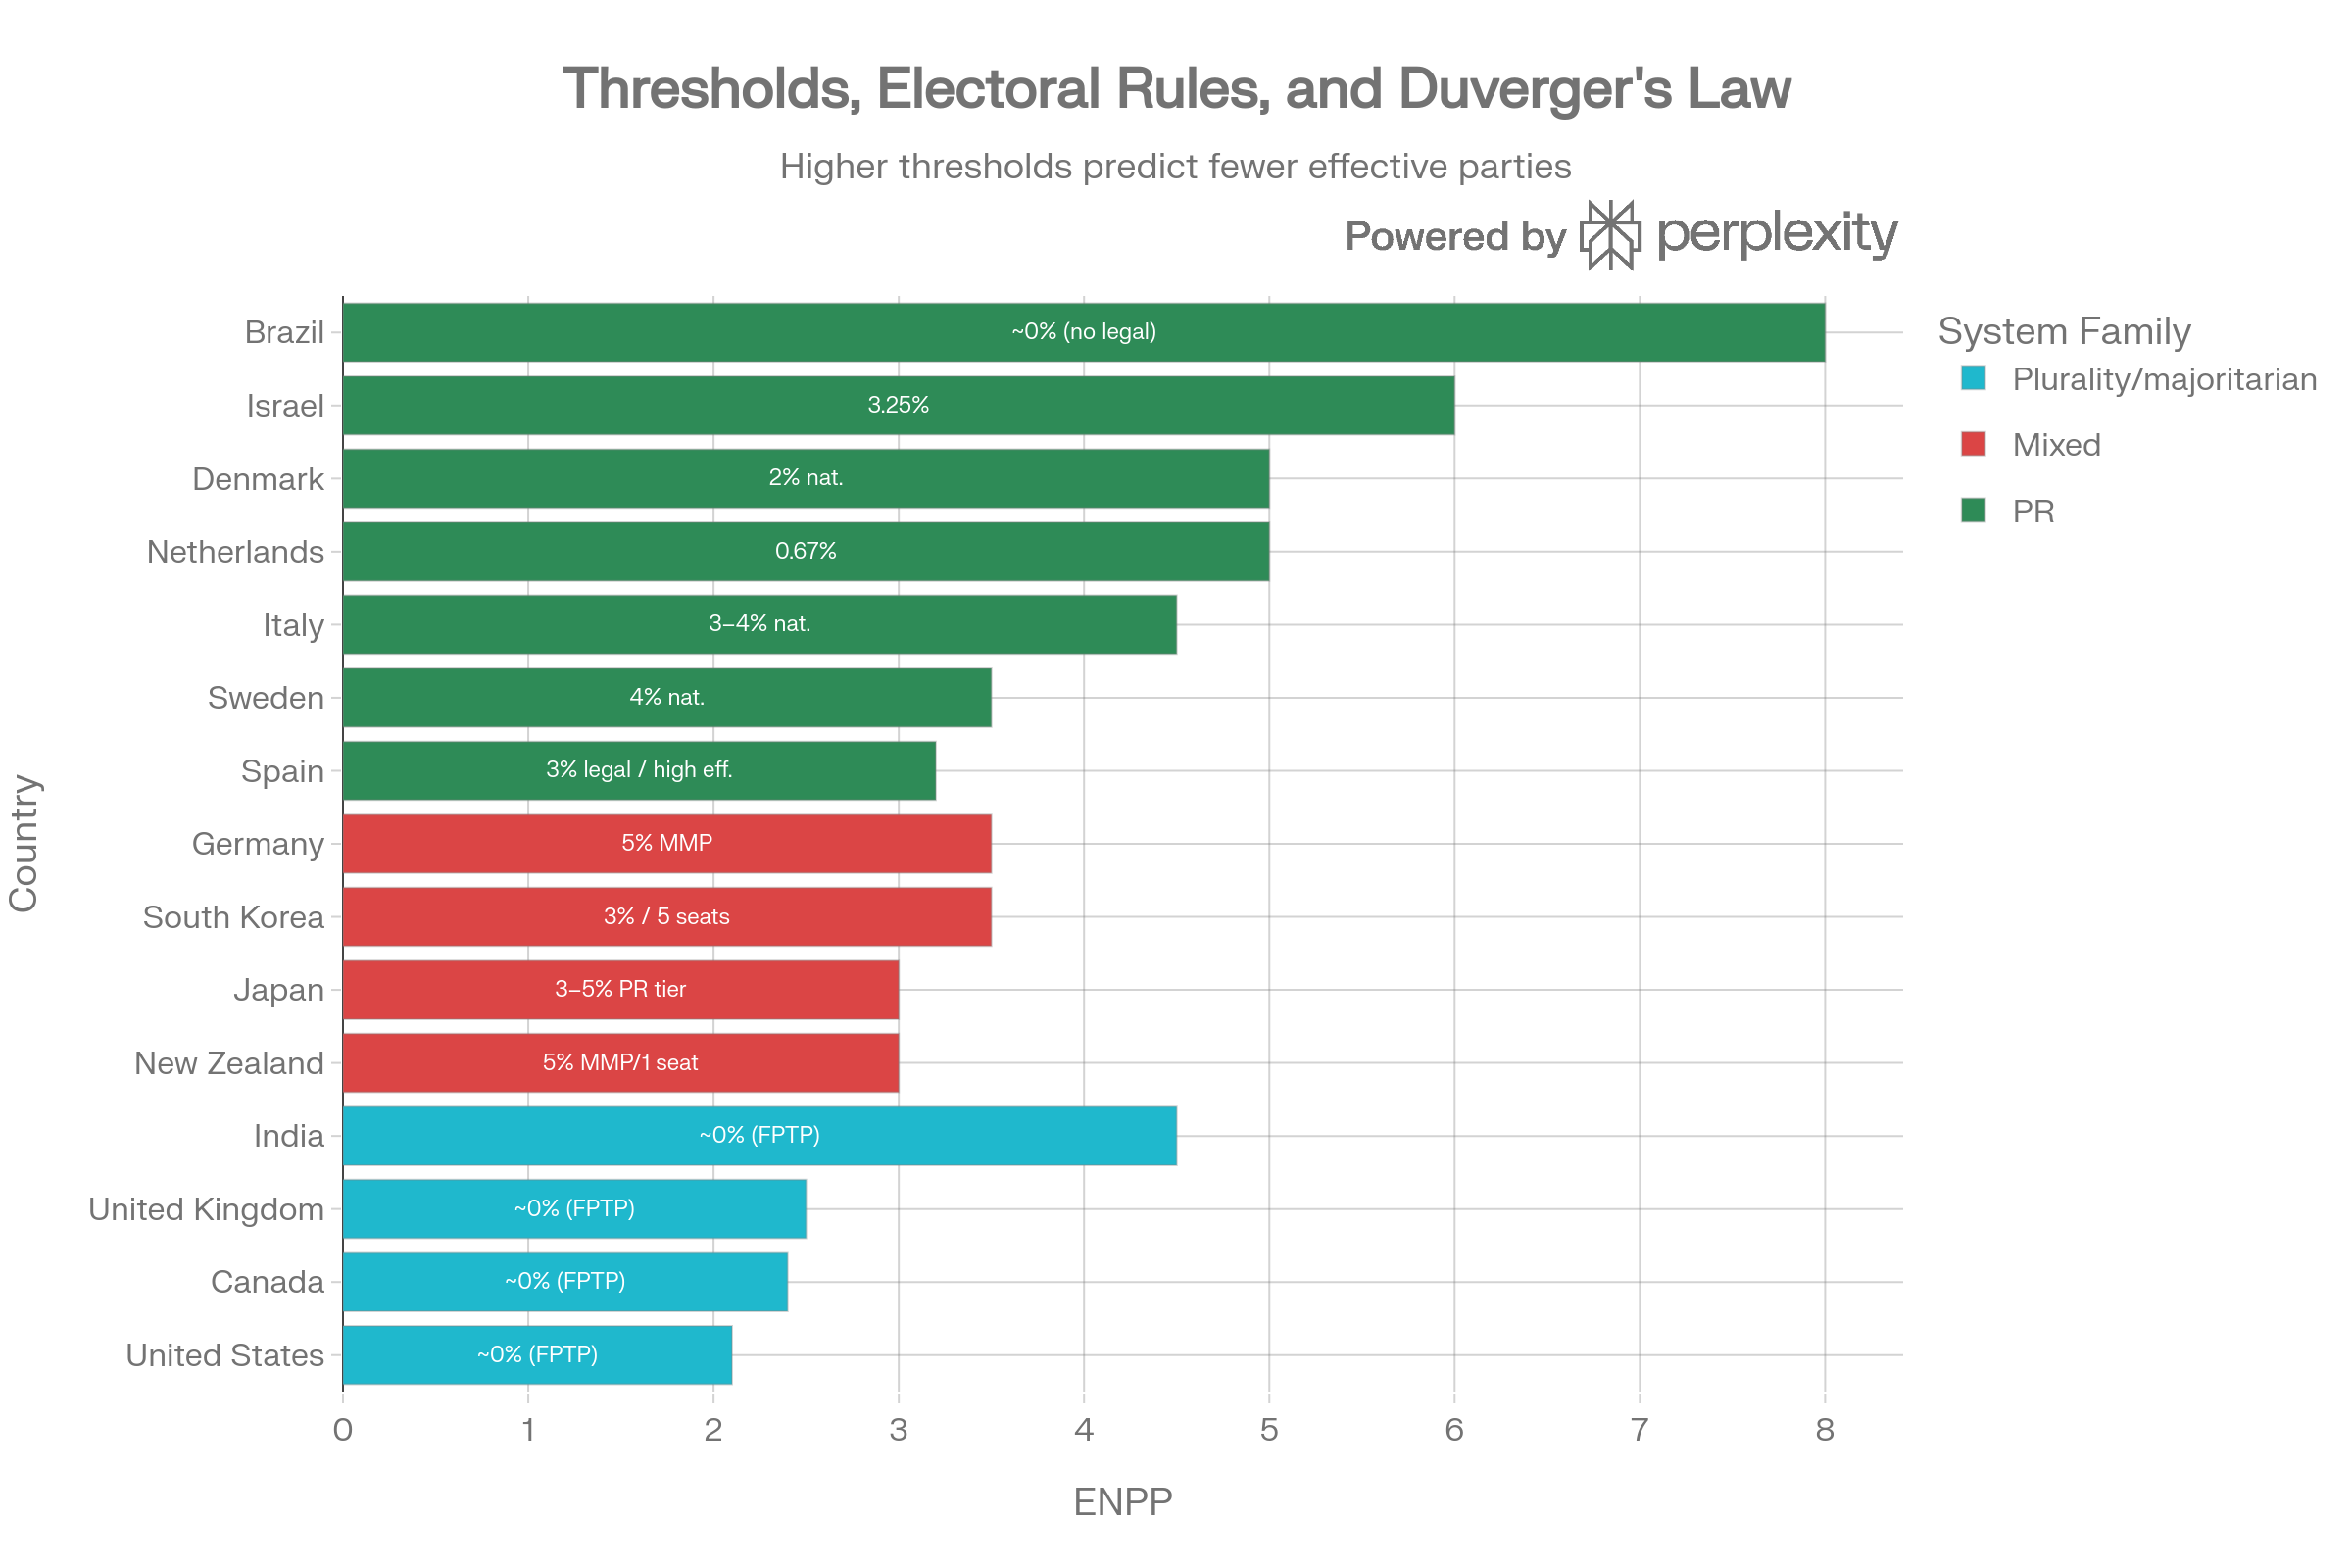 Thresholds, Electoral Rules, and Duverger's Law
Higher thresholds predict fewer effective parties
Powered by perplexity
System Family
Plurality/majoritarian
Mixed
PR
Country
Brazil ~0% (no legal)
Israel 3.25%
Denmark 2% nat.
Netherlands 0.67%
Italy 3–4% nat.
Sweden 4% nat.
Spain 3% legal / high eff.
Germany 5% MMP
South Korea 3% / 5 seats
Japan 3–5% PR tier
New Zealand 5% MMP/1 seat
India ~0% (FPTP)
United Kingdom ~0% (FPTP)
Canada ~0% (FPTP)
United States ~0% (FPTP)
0 1 2 3 4 5 6 7 8
ENPP